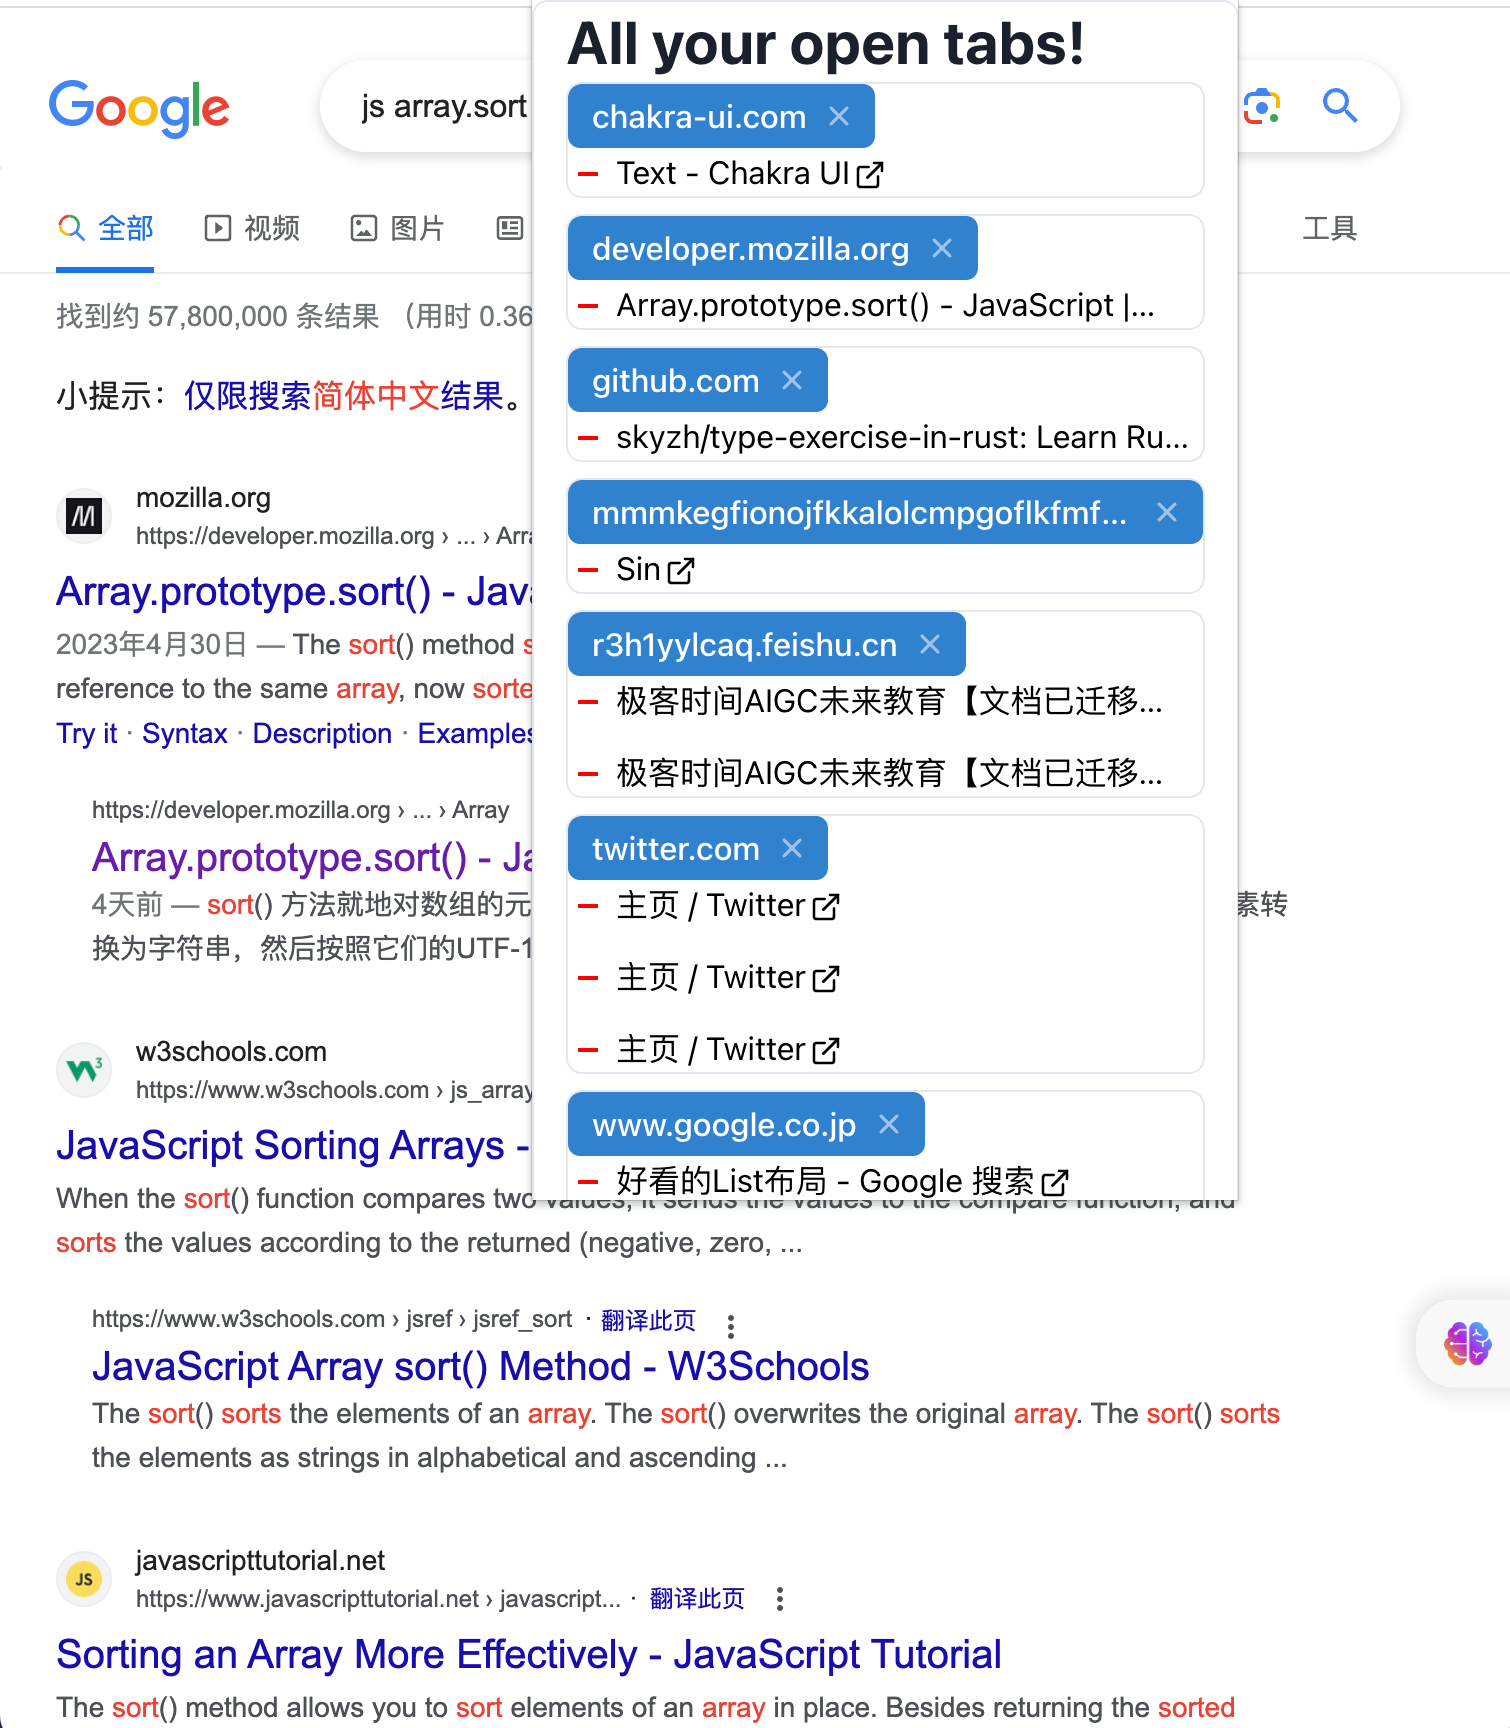 All your open tabs!
chakra-ui.com
Text - Chakra UI
developer.mozilla.org
Array.prototype.sort() - JavaScript |...
github.com
skyzh/type-exercise-in-rust: Learn Ru...
mmmkegfionojfkkalolcmpgoflkfmf...
Sin
r3h1yylcaq.feishu.cn
极客时间AIGC未来教育【文档已迁移...
极客时间AIGC未来教育【文档已迁移...
twitter.com
主页 / Twitter
主页 / Twitter
主页 / Twitter
www.google.co.jp
好看的List布局 - Google 搜索
Google
js array.sort
全部 视频 图片 工具
找到约 57,800,000 条结果 （用时 0.36
小提示：仅限搜索简体中文结果。
mozilla.org
https://developer.mozilla.org › ... › Arra
Array.prototype.sort() - Java
2023年4月30日 — The sort() method s
reference to the same array, now sorte
Try it · Syntax · Description · Examples
https://developer.mozilla.org › ... › Array
Array.prototype.sort() - Ja
4天前 — sort() 方法就地对数组的元 素转
换为字符串，然后按照它们的UTF-1
w3schools.com
https://www.w3schools.com › js_array
JavaScript Sorting Arrays -
When the sort() function compares two values, it sends the values to the compare function, and
sorts the values according to the returned (negative, zero, ...
https://www.w3schools.com › jsref › jsref_sort · 翻译此页
JavaScript Array sort() Method - W3Schools
The sort() sorts the elements of an array. The sort() overwrites the original array. The sort() sorts
the elements as strings in alphabetical and ascending ...
JS
javascripttutorial.net
https://www.javascripttutorial.net › javascript... · 翻译此页
Sorting an Array More Effectively - JavaScript Tutorial
The sort() method allows you to sort elements of an array in place. Besides returning the sorted